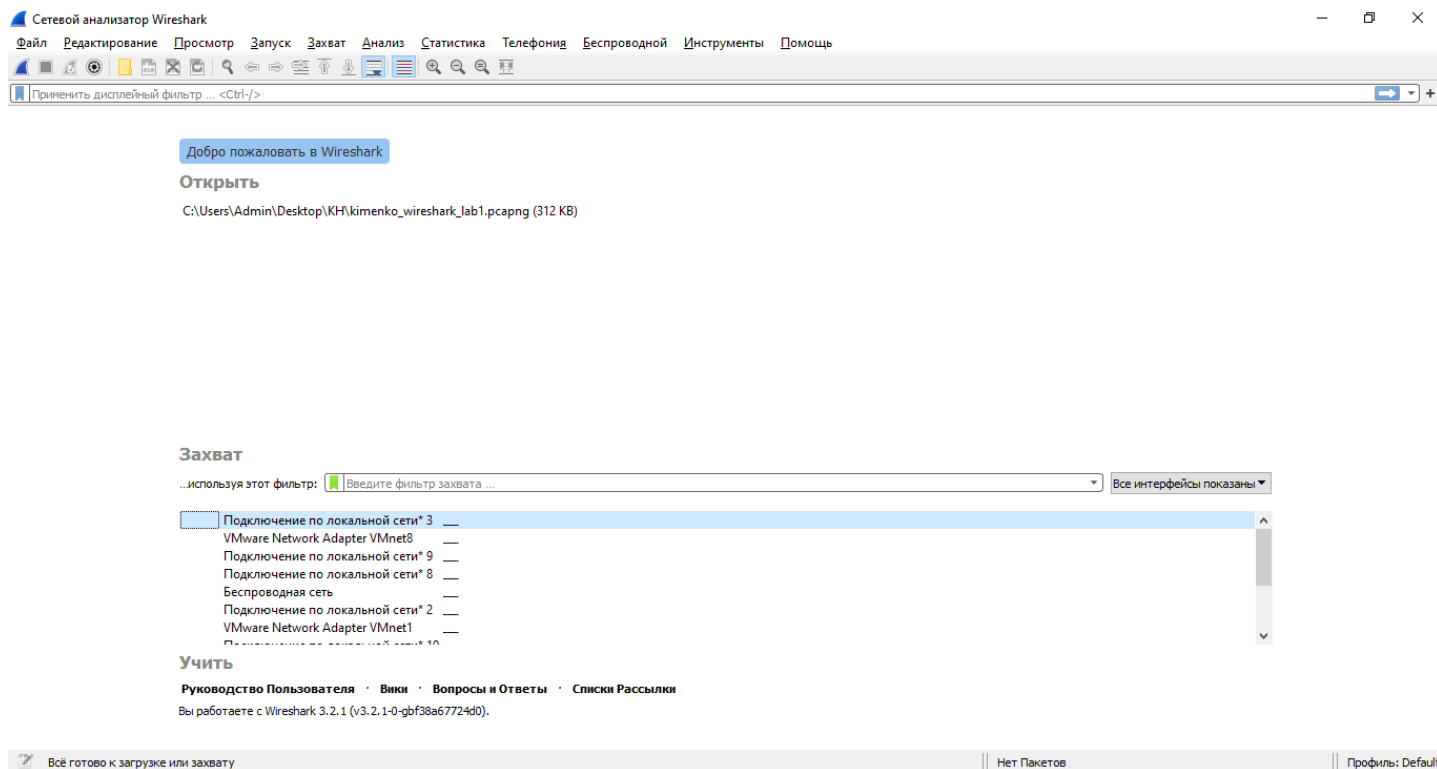 Сетевой анализатор Wireshark
Файл Редактирование Просмотр Запуск Захват Анализ Статистика Телефония Беспроводной Инструменты Помощь
Применить дисплейный фильтр ... <Ctrl-/>
Добро пожаловать в Wireshark
Открыть
C:\Users\Admin\Desktop\KH\kimenko_wireshark_lab1.pcapng (312 KB)
Захват
...используя этот фильтр: Введите фильтр захвата ... Все интерфейсы показаны
Подключение по локальной сети* 3
VMware Network Adapter VMnet8
Подключение по локальной сети* 9
Подключение по локальной сети* 8
Беспроводная сеть
Подключение по локальной сети* 2
VMware Network Adapter VMnet1
Подключение по локальной сети* 10
Учить
Руководство Пользователя · Вики · Вопросы и Ответы · Списки Рассылки
Вы работаете с Wireshark 3.2.1 (v3.2.1-0-gbf38a67724d0).
Всё готово к загрузке или захвату Нет Пакетов Профиль: Default